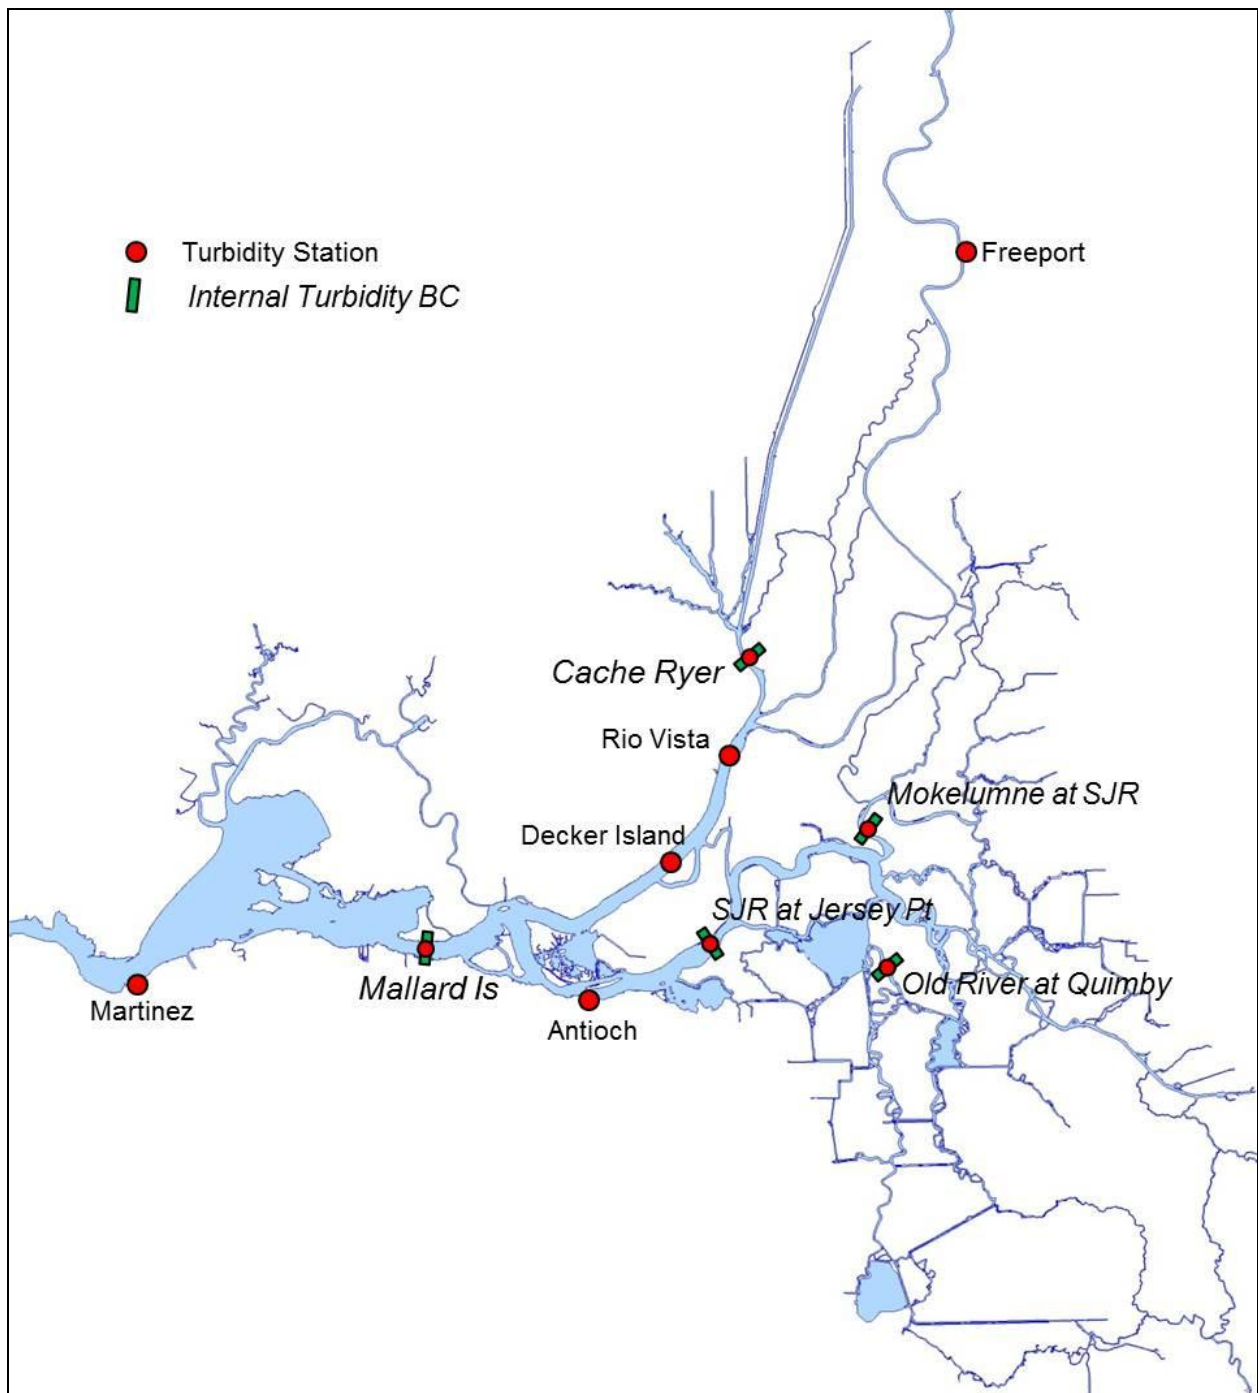 Turbidity Station
Freeport
Internal Turbidity BC
Cache Ryer
Rio Vista
Mokelumne at SJR
Decker Island
SJR at Jersey Pt
Old River at Quimby
Mallard Is
Martinez
Antioch